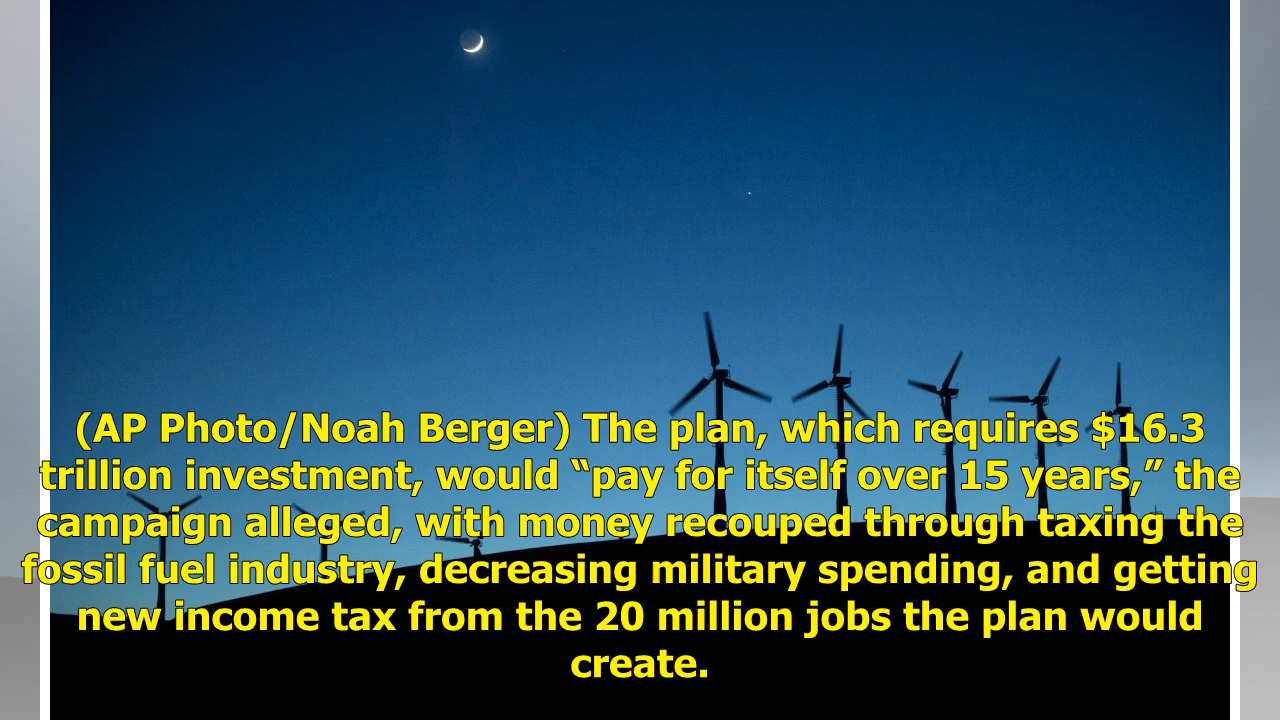 (AP Photo/Noah Berger) The plan, which requires $16.3
trillion investment, would “pay for itself over 15 years,” the
campaign alleged, with money recouped through taxing the
fossil fuel industry, decreasing military spending, and getting
new income tax from the 20 million jobs the plan would
create.